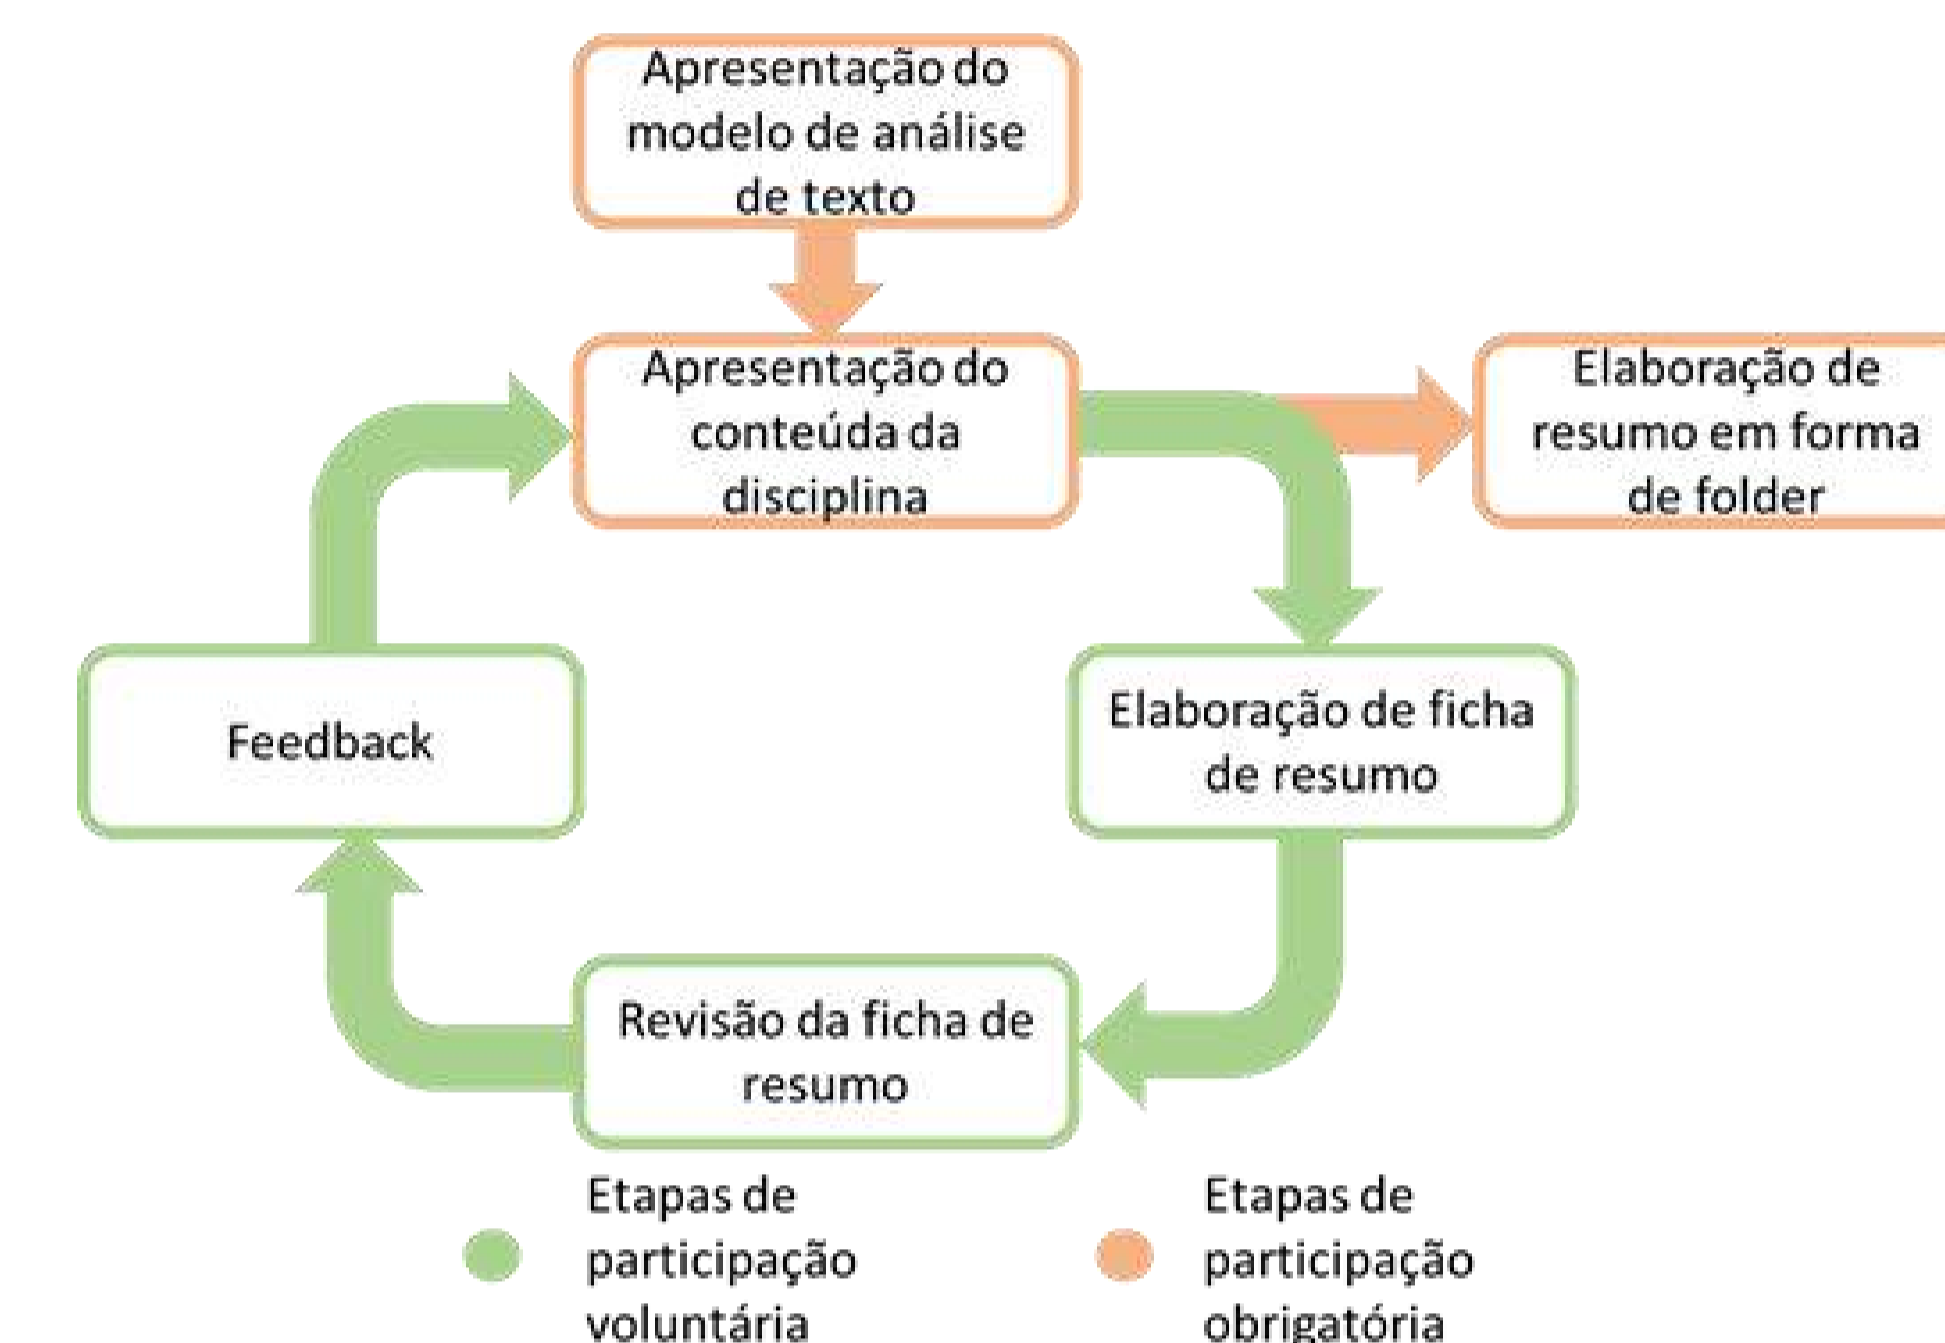 Apresentação do
modelo de análise
de texto
Apresentação do
conteúda da
disciplina
Elaboração de
resumo em forma
de folder
Feedback
Elaboração de ficha
de resumo
Revisão da ficha de
resumo
Etapas de
participação
voluntária
Etapas de
participação
obrigatória